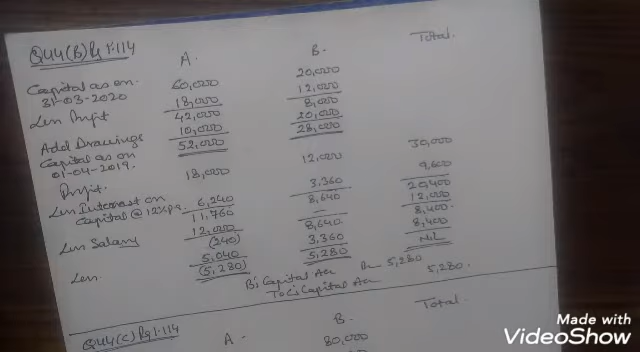 Q44(B) Pg 1.114 A. B. Total.
Capital as on 31-03-2020 60,000 20,000
Less Profit 18,000 12,000
42,000 8,000
Add Drawings 10,000 20,000
Capital as on 01-04-2019. 52,000 28,000
Profit. 18,000 12,000 30,000
Less Interest on Capital @ 12% p.a. 6,240 3,360 9,600
11,760 8,640 20,400
Less Salary 12,000 — 12,000
(240) 8,640 8,400
Less 5,040 3,360 8,400
(5,280) 5,280 Nil
B's Capital A/c Dr 5,280
To C's Capital A/c 5,280.
Q44(C) Pg 1.114 A. B. Total
80,000
Made with
VideoShow